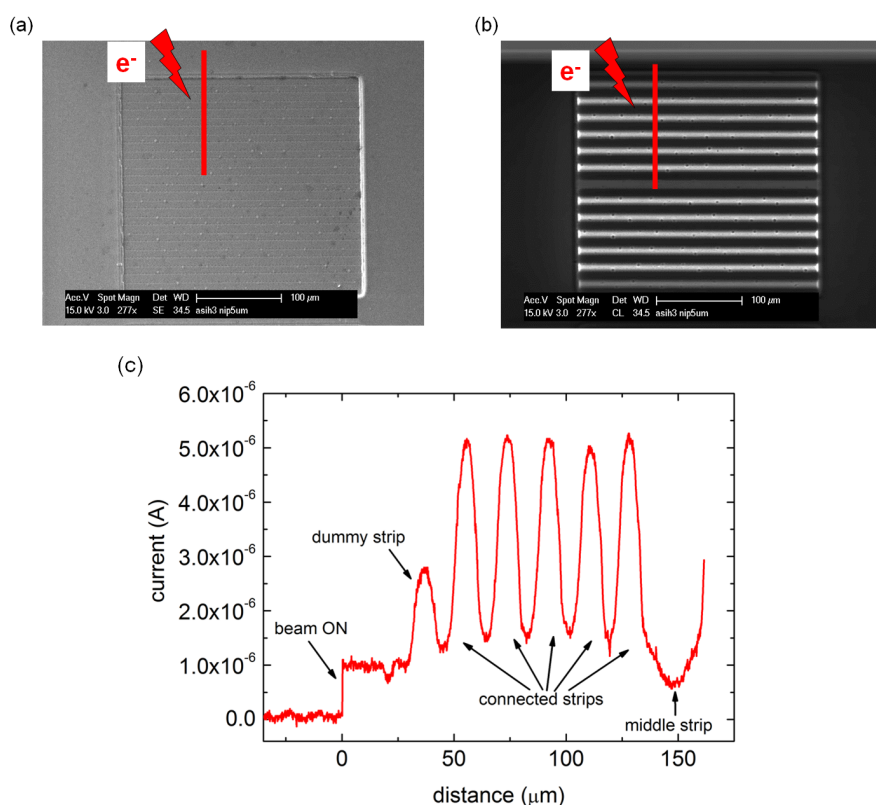 (a)
e-
Acc.V Spot Magn Det WD 100 μm
15.0 kV 3.0 277x SE 34.5 asih3 nip5um
(b)
e-
Acc.V Spot Magn Det WD 100 μm
15.0 kV 3.0 277x CL 34.5 asih3 nip5um
(c)
6.0x10-6
5.0x10-6
4.0x10-6
3.0x10-6
2.0x10-6
1.0x10-6
0.0
current (A)
dummy strip
beam ON
connected strips
middle strip
0 50 100 150
distance (μm)